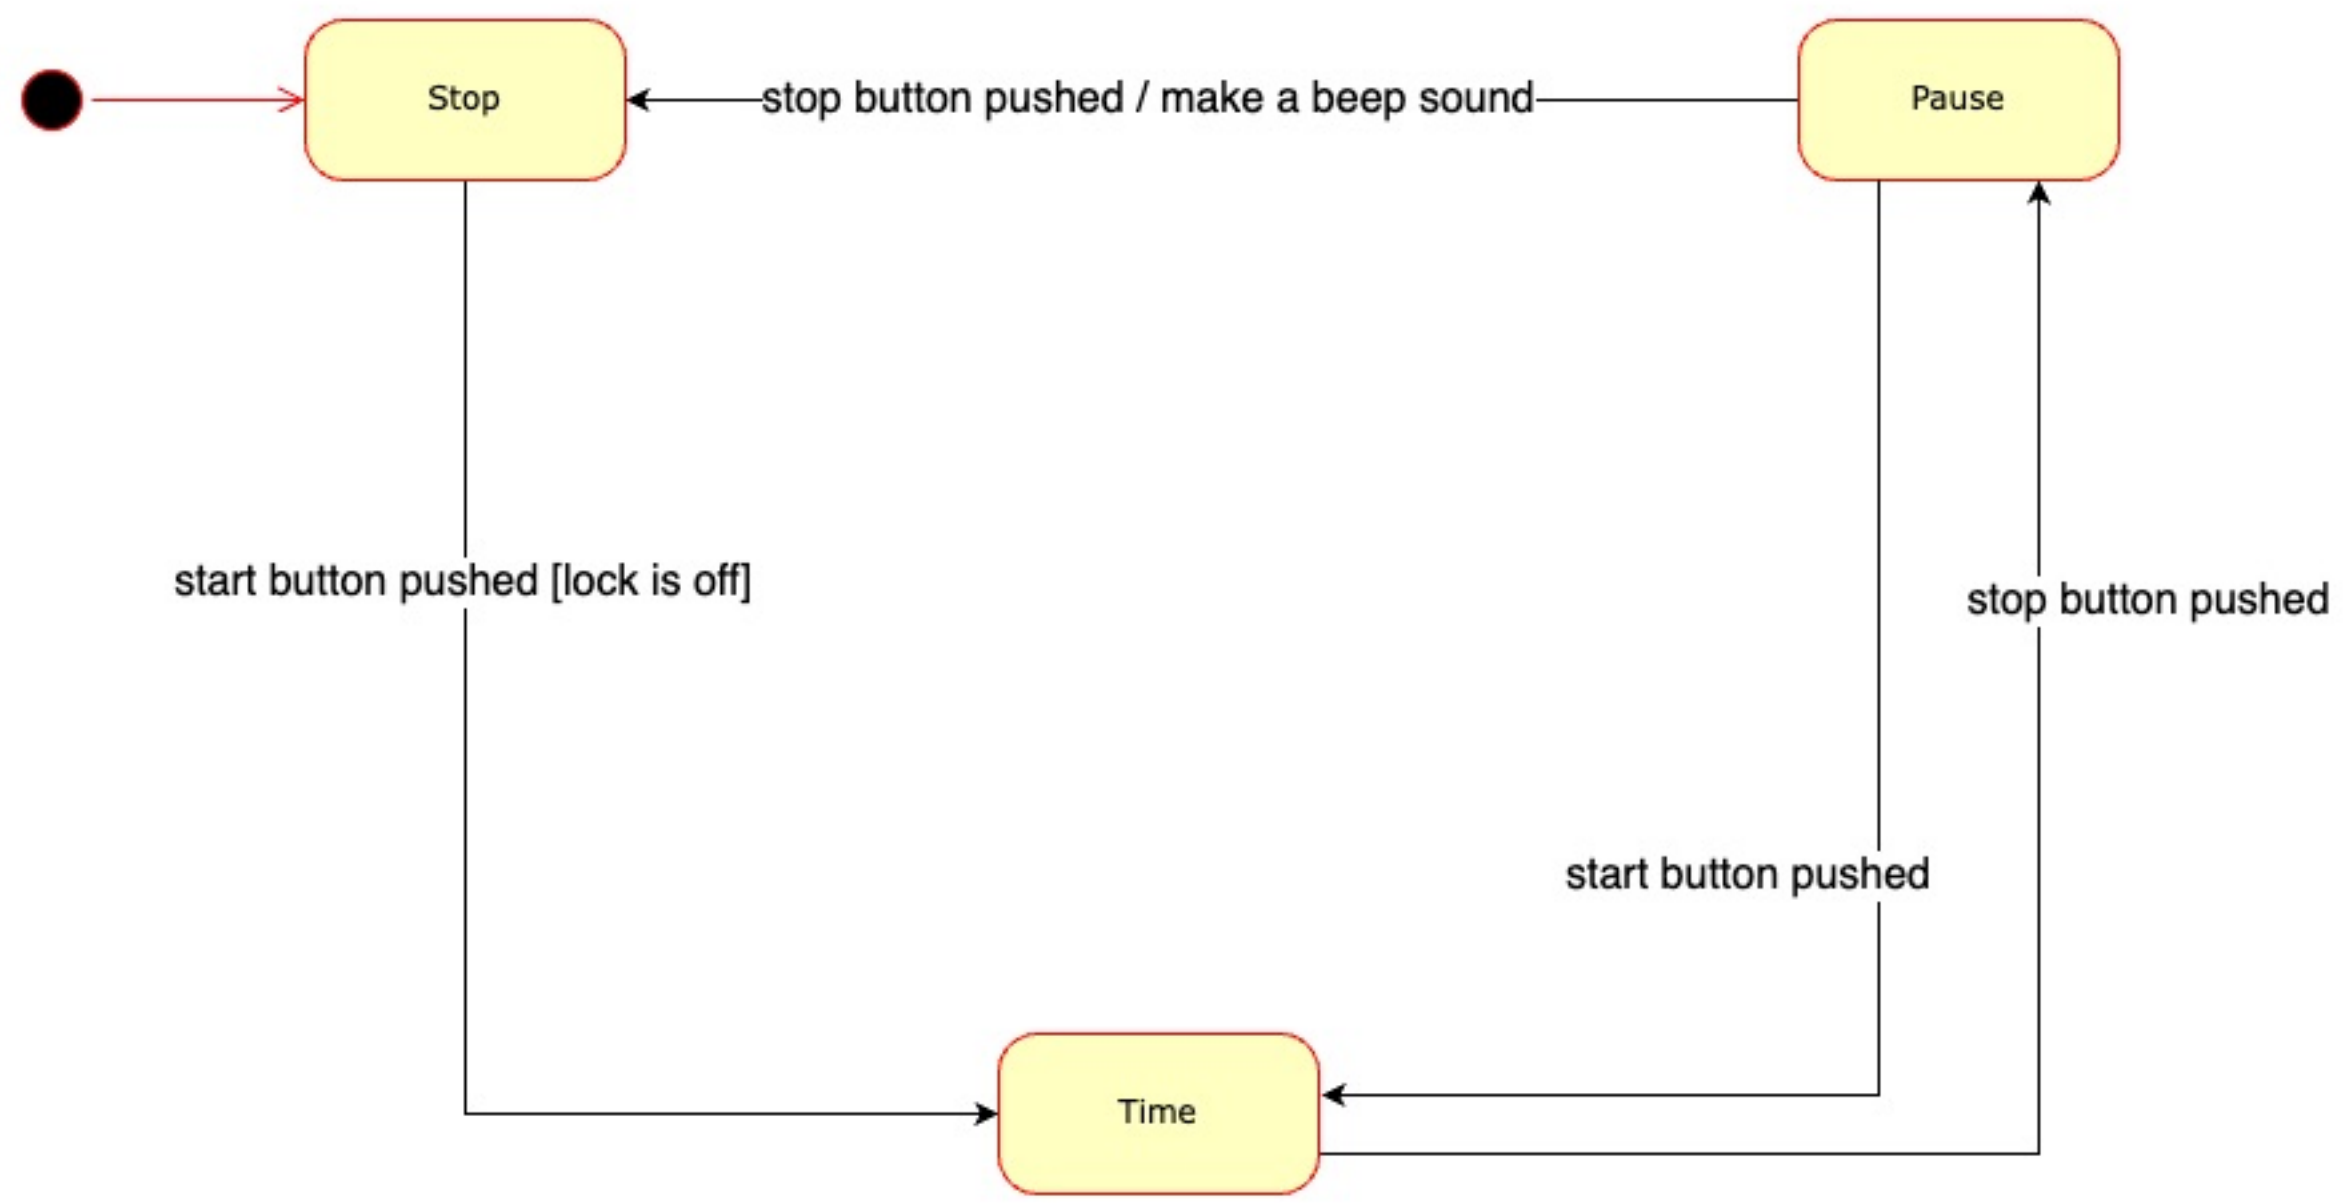 Stop
stop button pushed / make a beep sound
Pause
start button pushed [lock is off]
stop button pushed
start button pushed
Time